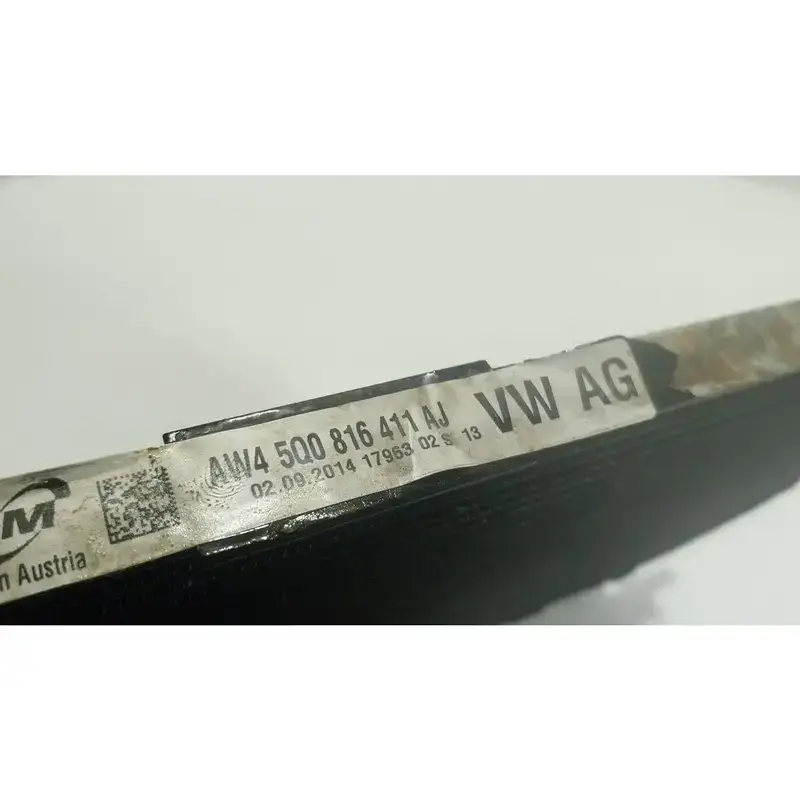 AW4 5Q0 816 411 AJ VW AG
02.09.2014 17963 02 S 13
M
n Austria